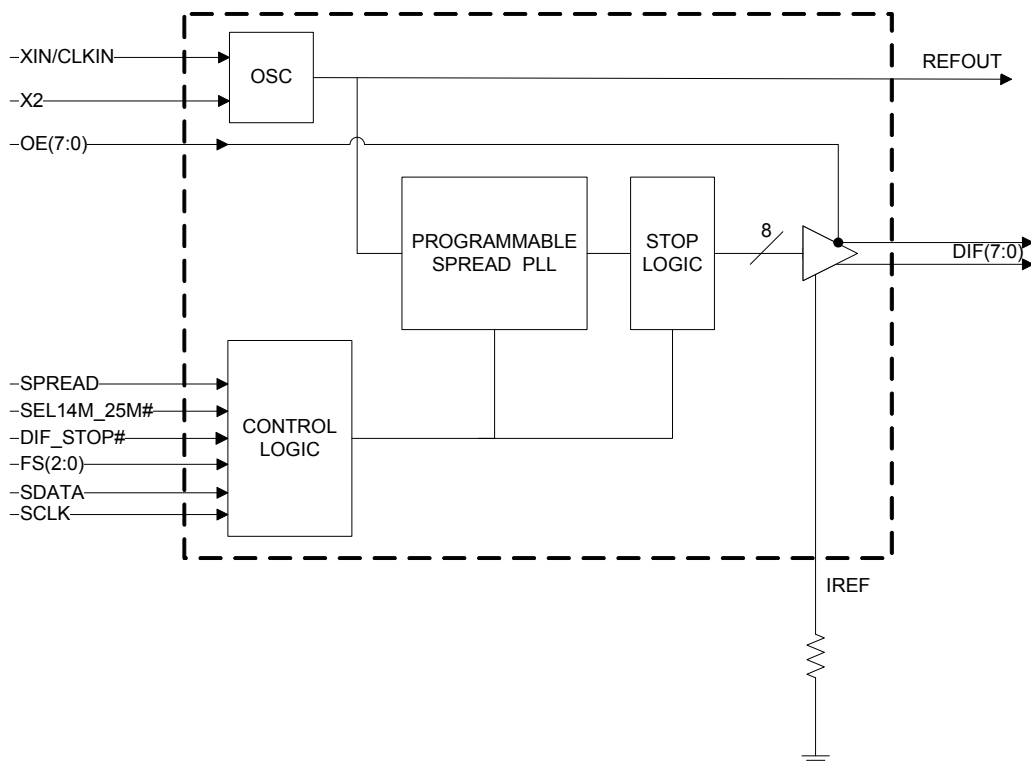 XIN/CLKIN
X2
OE(7:0)
OSC
REFOUT
PROGRAMMABLE
SPREAD PLL
STOP
LOGIC
8
DIF(7:0)
SPREAD
SEL14M_25M#
DIF_STOP#
FS(2:0)
SDATA
SCLK
CONTROL
LOGIC
IREF